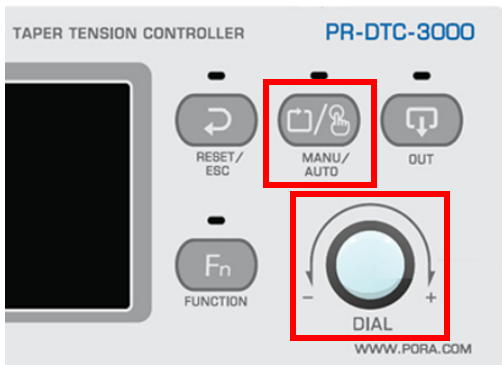 TAPER TENSION CONTROLLER
PR-DTC-3000
RESET/
ESC
MANU/
AUTO
OUT
Fn
FUNCTION
- +
DIAL
WWW.PORA.COM